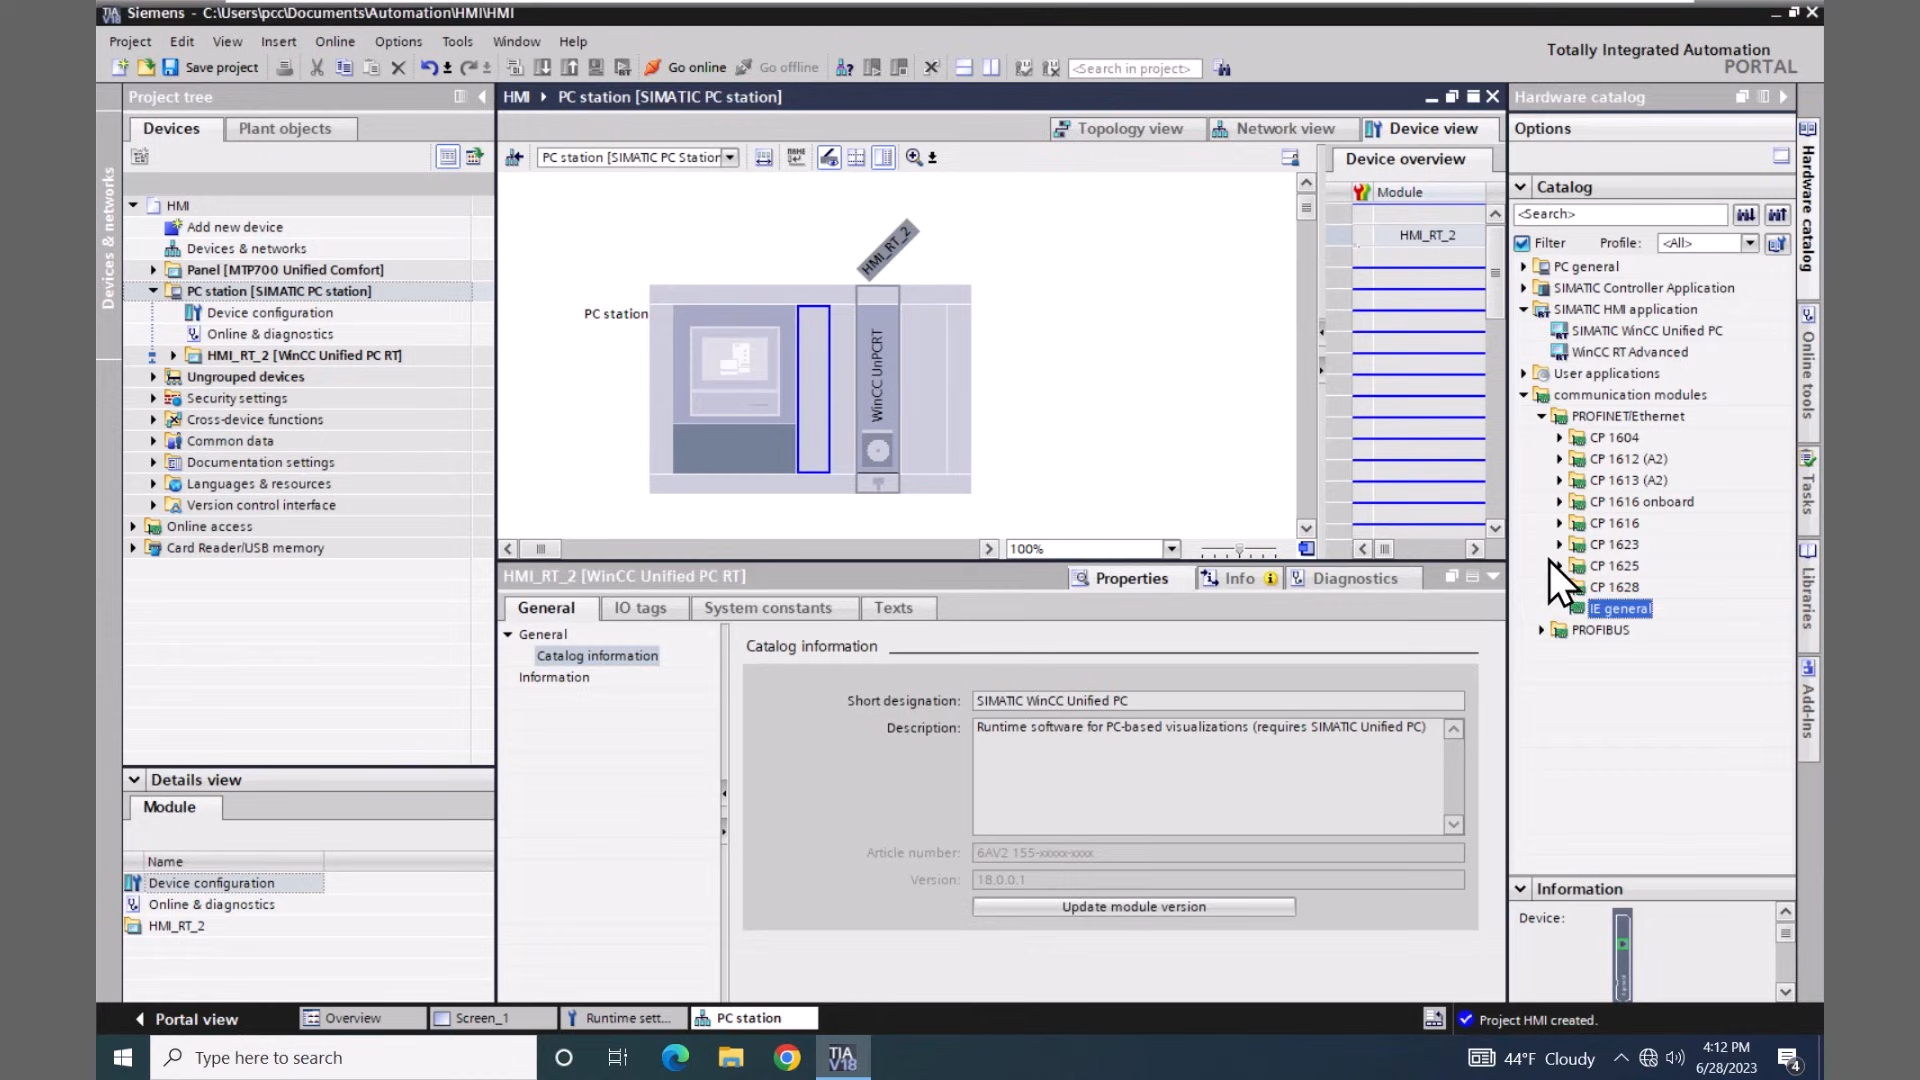 Siemens - C:\Users\pcc\Documents\Automation\HMI\HMI
Project Edit View Insert Online Options Tools Window Help
Totally Integrated Automation
PORTAL
Save project
Go online
Go offline
<Search in project>
Project tree
HMI PC station [SIMATIC PC station]
Hardware catalog
Devices
Plant objects
Topology view
Network view
Device view
Options
PC station [SIMATIC PC Station
Device overview
Module
HMI_RT_2
Devices & networks
HMI
Add new device
Devices & networks
Panel [MTP700 Unified Comfort]
PC station [SIMATIC PC station]
Device configuration
Online & diagnostics
HMI_RT_2 [WinCC Unified PC RT]
Ungrouped devices
Security settings
Cross-device functions
Common data
Documentation settings
Languages & resources
Version control interface
Online access
Card Reader/USB memory
HMI_RT_2
PC station
WinCC UnPCRT
100%
Catalog
<Search>
Filter Profile: <All>
PC general
SIMATIC Controller Application
SIMATIC HMI application
SIMATIC WinCC Unified PC
WinCC RT Advanced
User applications
communication modules
PROFINET/Ethernet
CP 1604
CP 1612 (A2)
CP 1613 (A2)
CP 1616 onboard
CP 1616
CP 1623
CP 1625
CP 1628
IE general
PROFIBUS
Hardware catalog
Online tools
Tasks
Libraries
Add-Ins
HMI_RT_2 [WinCC Unified PC RT]
Properties
Info
Diagnostics
General
IO tags
System constants
Texts
General
Catalog information
Information
Catalog information
Short designation: SIMATIC WinCC Unified PC
Description: Runtime software for PC-based visualizations (requires SIMATIC Unified PC)
Article number: 6AV2 155-xxxxx-xxxx
Version: 18.0.0.1
Update module version
Details view
Module
Name
Device configuration
Online & diagnostics
HMI_RT_2
Information
Device:
Portal view
Overview
Screen_1
Runtime sett...
PC station
Project HMI created.
Type here to search
TIA
V18
44°F Cloudy
4:12 PM
6/28/2023
4